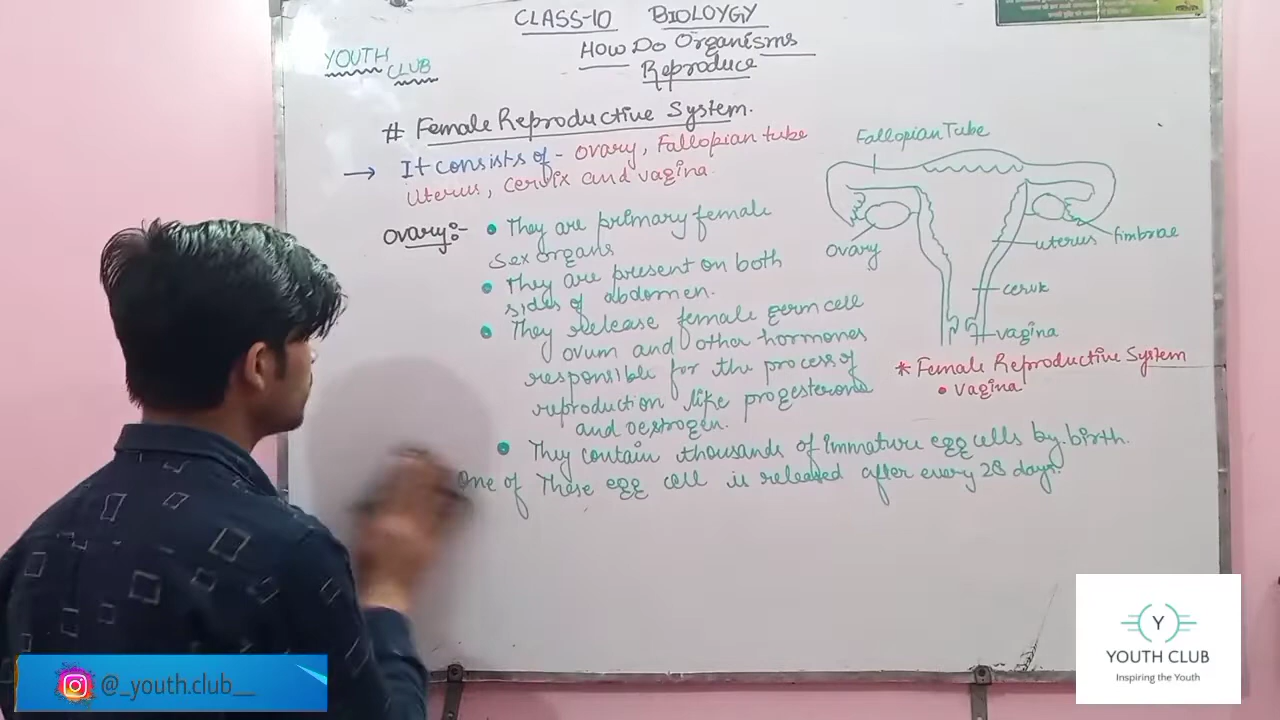 CLASS-10 BIOLOYGY
How Do Organisms
Reproduce
YOUTH
CLUB
# Female Reproductive System.
→ It consists of - ovary, Fallopian tube
Uterus, cervix and vagina.
Ovary:- • They are primary female
sex organs
• They are present on both
sides of abdomen.
• They release female germ cell
ovum and other hormones
responsible for the process of
reproduction like progesterone
and oestrogen.
• They contain thousands of immature egg cells by birth.
One of These egg cell is released after every 28 days.
Fallopian Tube
ovary
uterus
fimbrae
cervix
vagina
* Female Reproductive System
• vagina
@_youth.club__
Y
YOUTH CLUB
Inspiring the Youth